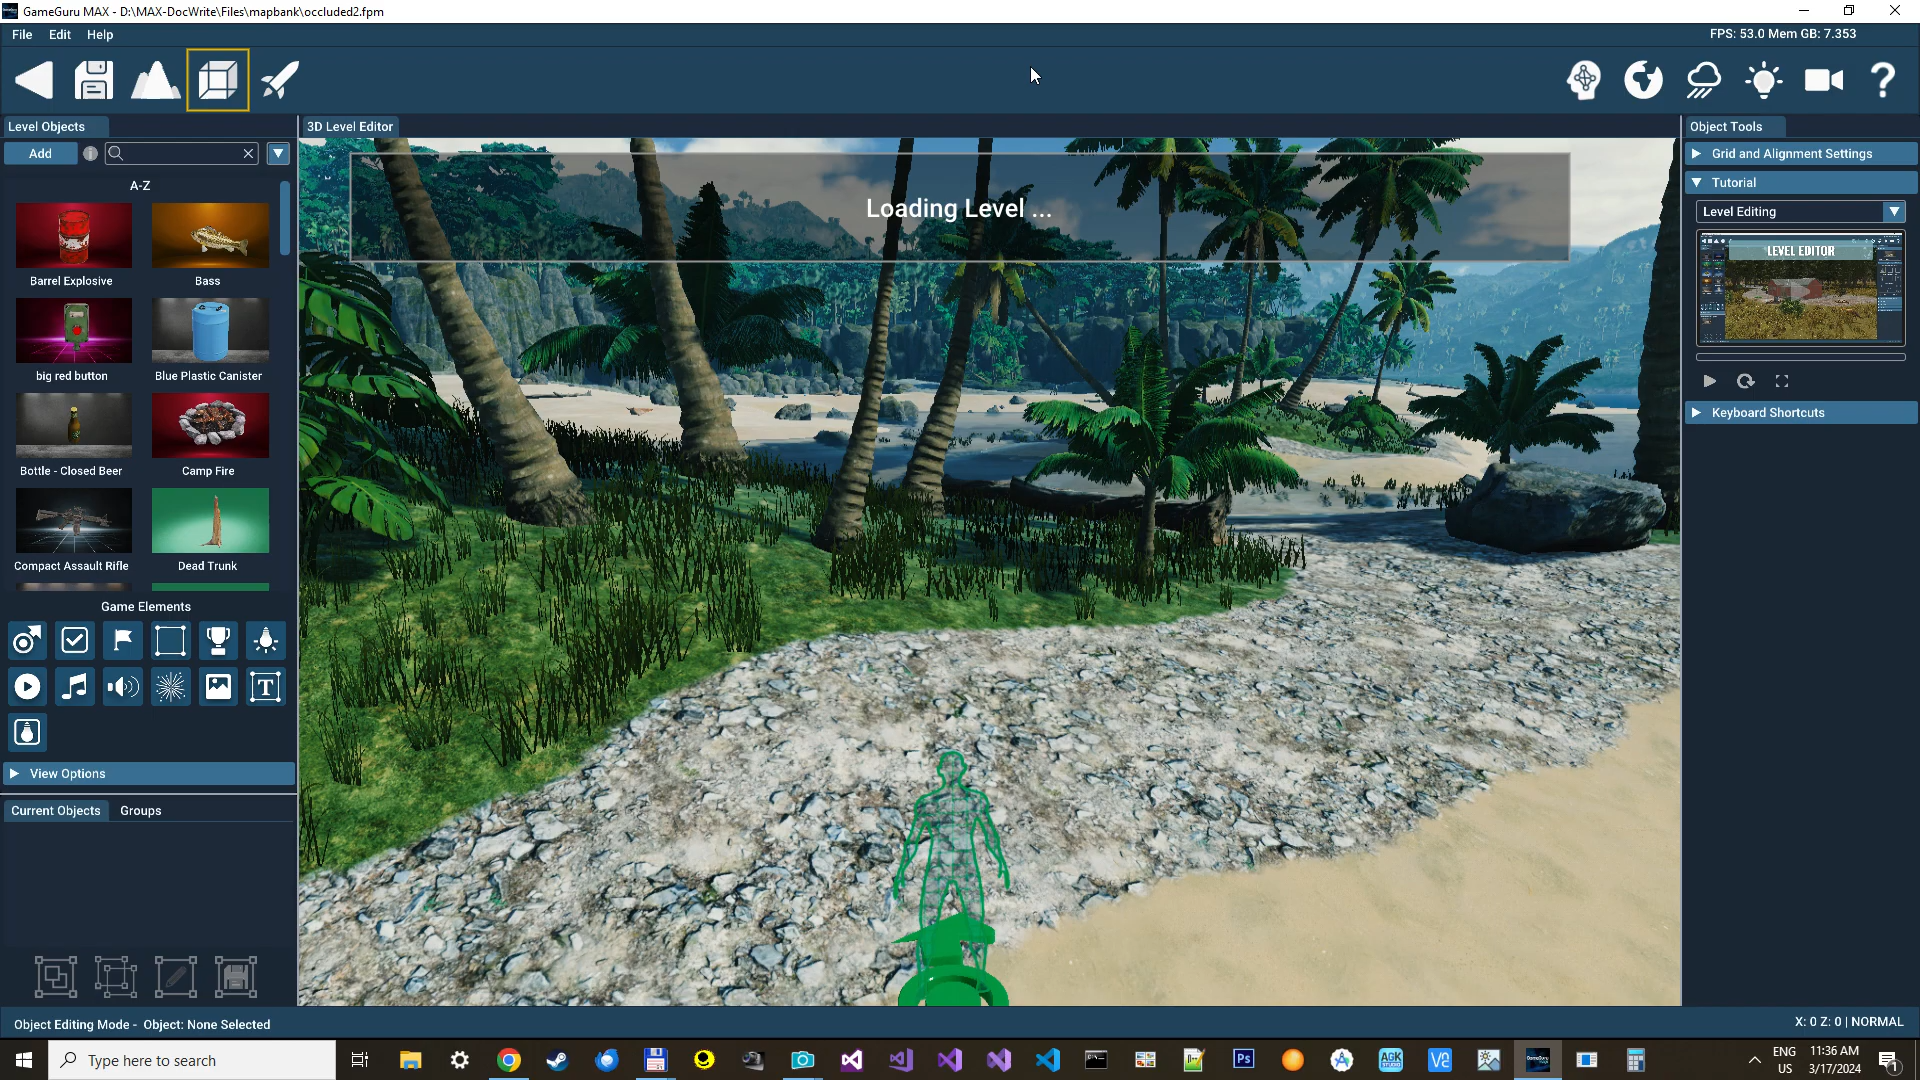 GameGuru MAX - D:\MAX-DocWrite\Files\mapbank\occluded2.fpm
File Edit Help
FPS: 53.0 Mem GB: 7.353
Level Objects
3D Level Editor
Object Tools
Add
Grid and Alignment Settings
Loading Level ...
A-Z
Tutorial
Level Editing
LEVEL EDITOR
Barrel Explosive
Bass
big red button
Blue Plastic Canister
Keyboard Shortcuts
Bottle - Closed Beer
Camp Fire
Compact Assault Rifle
Dead Trunk
Game Elements
T
View Options
Current Objects
Groups
Object Editing Mode - Object: None Selected
X: 0 Z: 0 | NORMAL
Type here to search
Ps
AGK
STUDIO
ENG
US
11:36 AM
3/17/2024
1